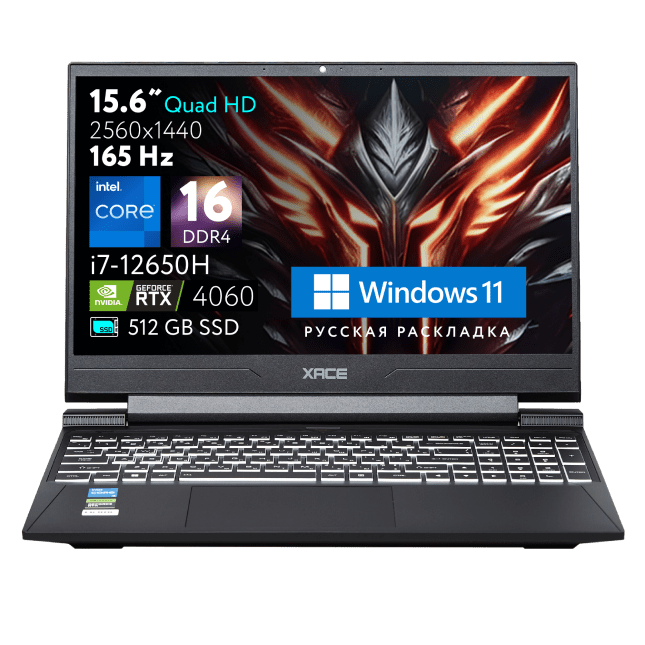 15.6” Quad HD
2560x1440
165 Hz
intel.
CORE
16
DDR4
i7-12650H
NVIDIA.
GEFORCE
RTX
4060
SSD
512 GB SSD
Windows 11
РУССКАЯ РАСКЛАДКА
XACE